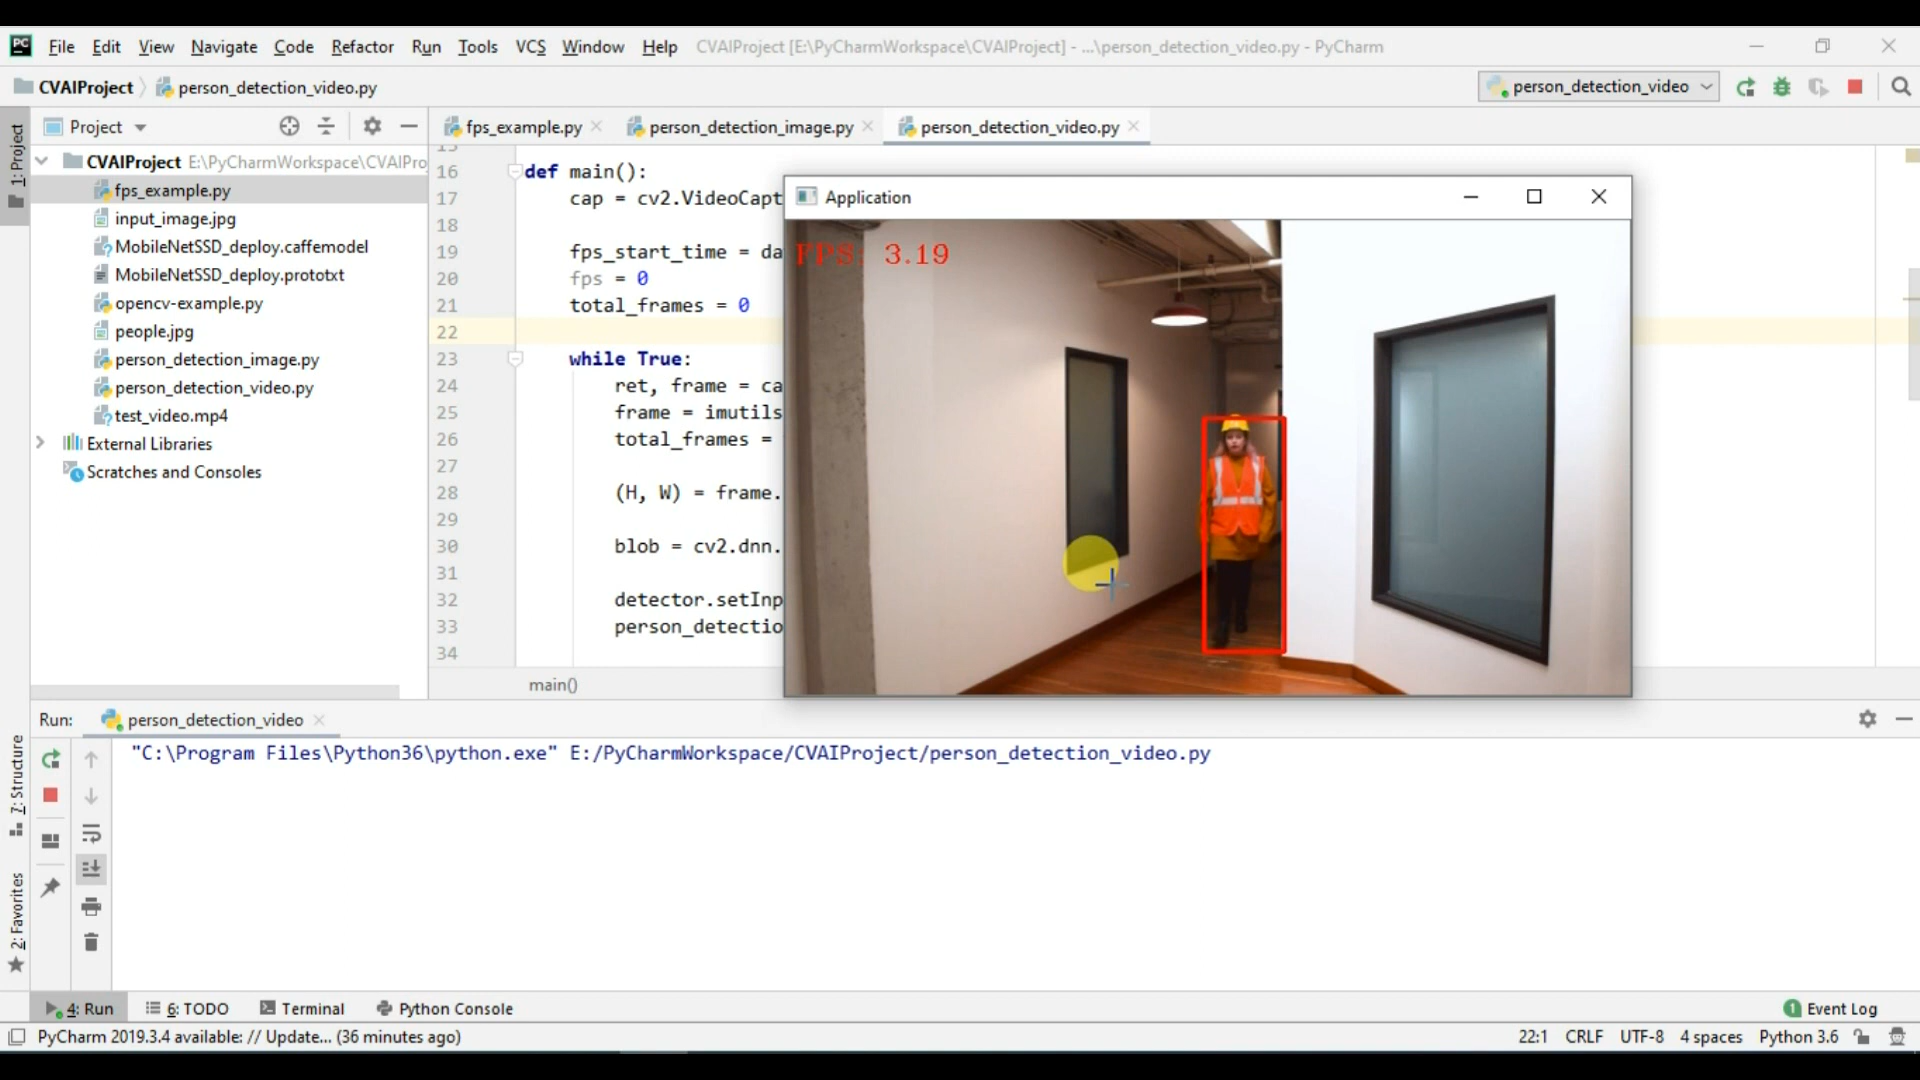 PC File Edit View Navigate Code Refactor Run Tools VCS Window Help CVAIProject [E:\PyCharmWorkspace\CVAIProject] - ...\person_detection_video.py - PyCharm
CVAIProject person_detection_video.py person_detection_video
1: Project
Project
fps_example.py person_detection_image.py person_detection_video.py
CVAIProject E:\PyCharmWorkspace\CVAIPro
fps_example.py
input_image.jpg
MobileNetSSD_deploy.caffemodel
MobileNetSSD_deploy.prototxt
opencv-example.py
people.jpg
person_detection_image.py
person_detection_video.py
test_video.mp4
External Libraries
Scratches and Consoles
15
16 def main():
17 cap = cv2.VideoCapt
18
19 fps_start_time = da
20 fps = 0
21 total_frames = 0
22
23 while True:
24 ret, frame = ca
25 frame = imutils
26 total_frames =
27
28 (H, W) = frame.
29
30 blob = cv2.dnn.
31
32 detector.setInp
33 person_detectio
34
main()
Application
FPS: 3.19
Run: person_detection_video
"C:\Program Files\Python36\python.exe" E:/PyCharmWorkspace/CVAIProject/person_detection_video.py
7: Structure
2: Favorites
4: Run 6: TODO Terminal Python Console 1 Event Log
PyCharm 2019.3.4 available: // Update... (36 minutes ago) 22:1 CRLF UTF-8 4 spaces Python 3.6